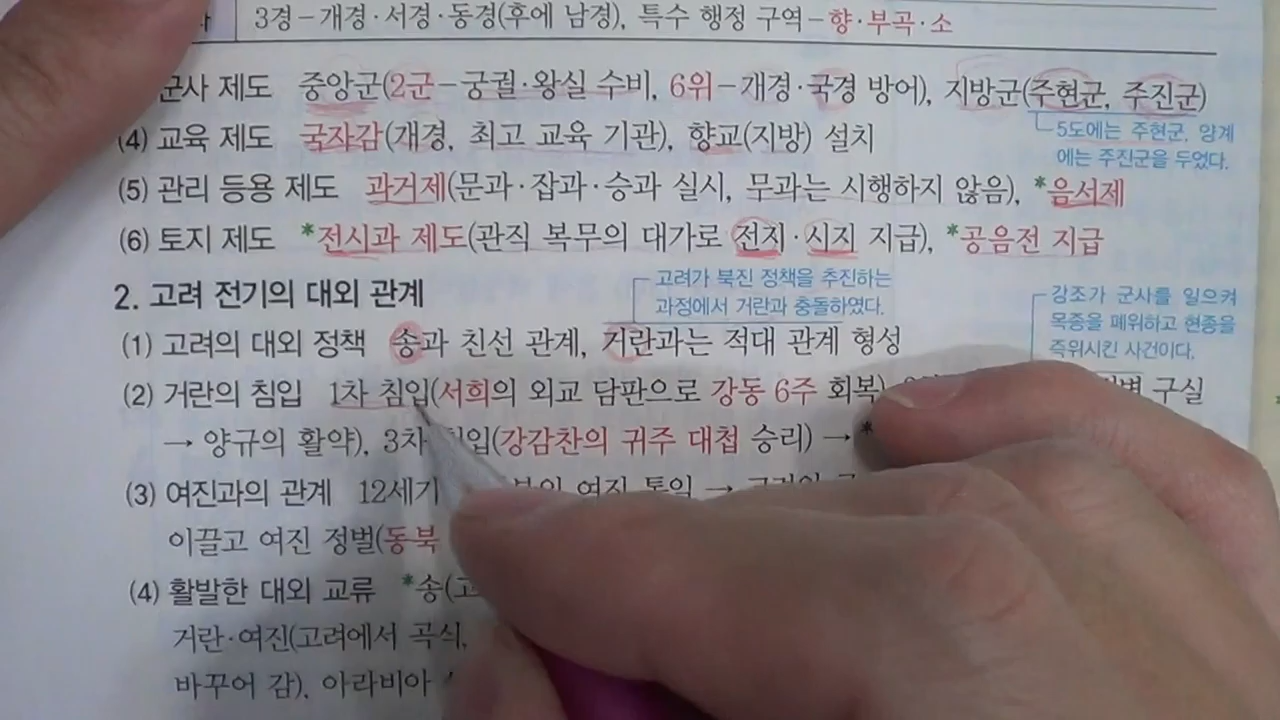 3경-개경·서경·동경(후에 남경), 특수 행정 구역-향·부곡·소
군사 제도 중앙군(2군-궁궐·왕실 수비, 6위-개경·국경 방어), 지방군(주현군, 주진군)
5도에는 주현군, 양계
에는 주진군을 두었다.
(4) 교육 제도 국자감(개경, 최고 교육 기관), 향교(지방) 설치
(5) 관리 등용 제도 과거제(문과·잡과·승과 실시, 무과는 시행하지 않음), *음서제
(6) 토지 제도 *전시과 제도(관직 복무의 대가로 전지·시지 지급), *공음전 지급
2. 고려 전기의 대외 관계
고려가 북진 정책을 추진하는
과정에서 거란과 충돌하였다.
강조가 군사를 일으켜
목종을 폐위하고 현종을
즉위시킨 사건이다.
(1) 고려의 대외 정책 송과 친선 관계, 거란과는 적대 관계 형성
(2) 거란의 침입 1차 침입(서희의 외교 담판으로 강동 6주 회복) 구실
→ 양규의 활약), 3차 (강감찬의 귀주 대첩 승리) → *
(3) 여진과의 관계 12세기 여진 통일 →
이끌고 여진 정벌(동북
(4) 활발한 대외 교류 *송(
거란·여진(고려에서 곡식,
바꾸어 감), 아라비아